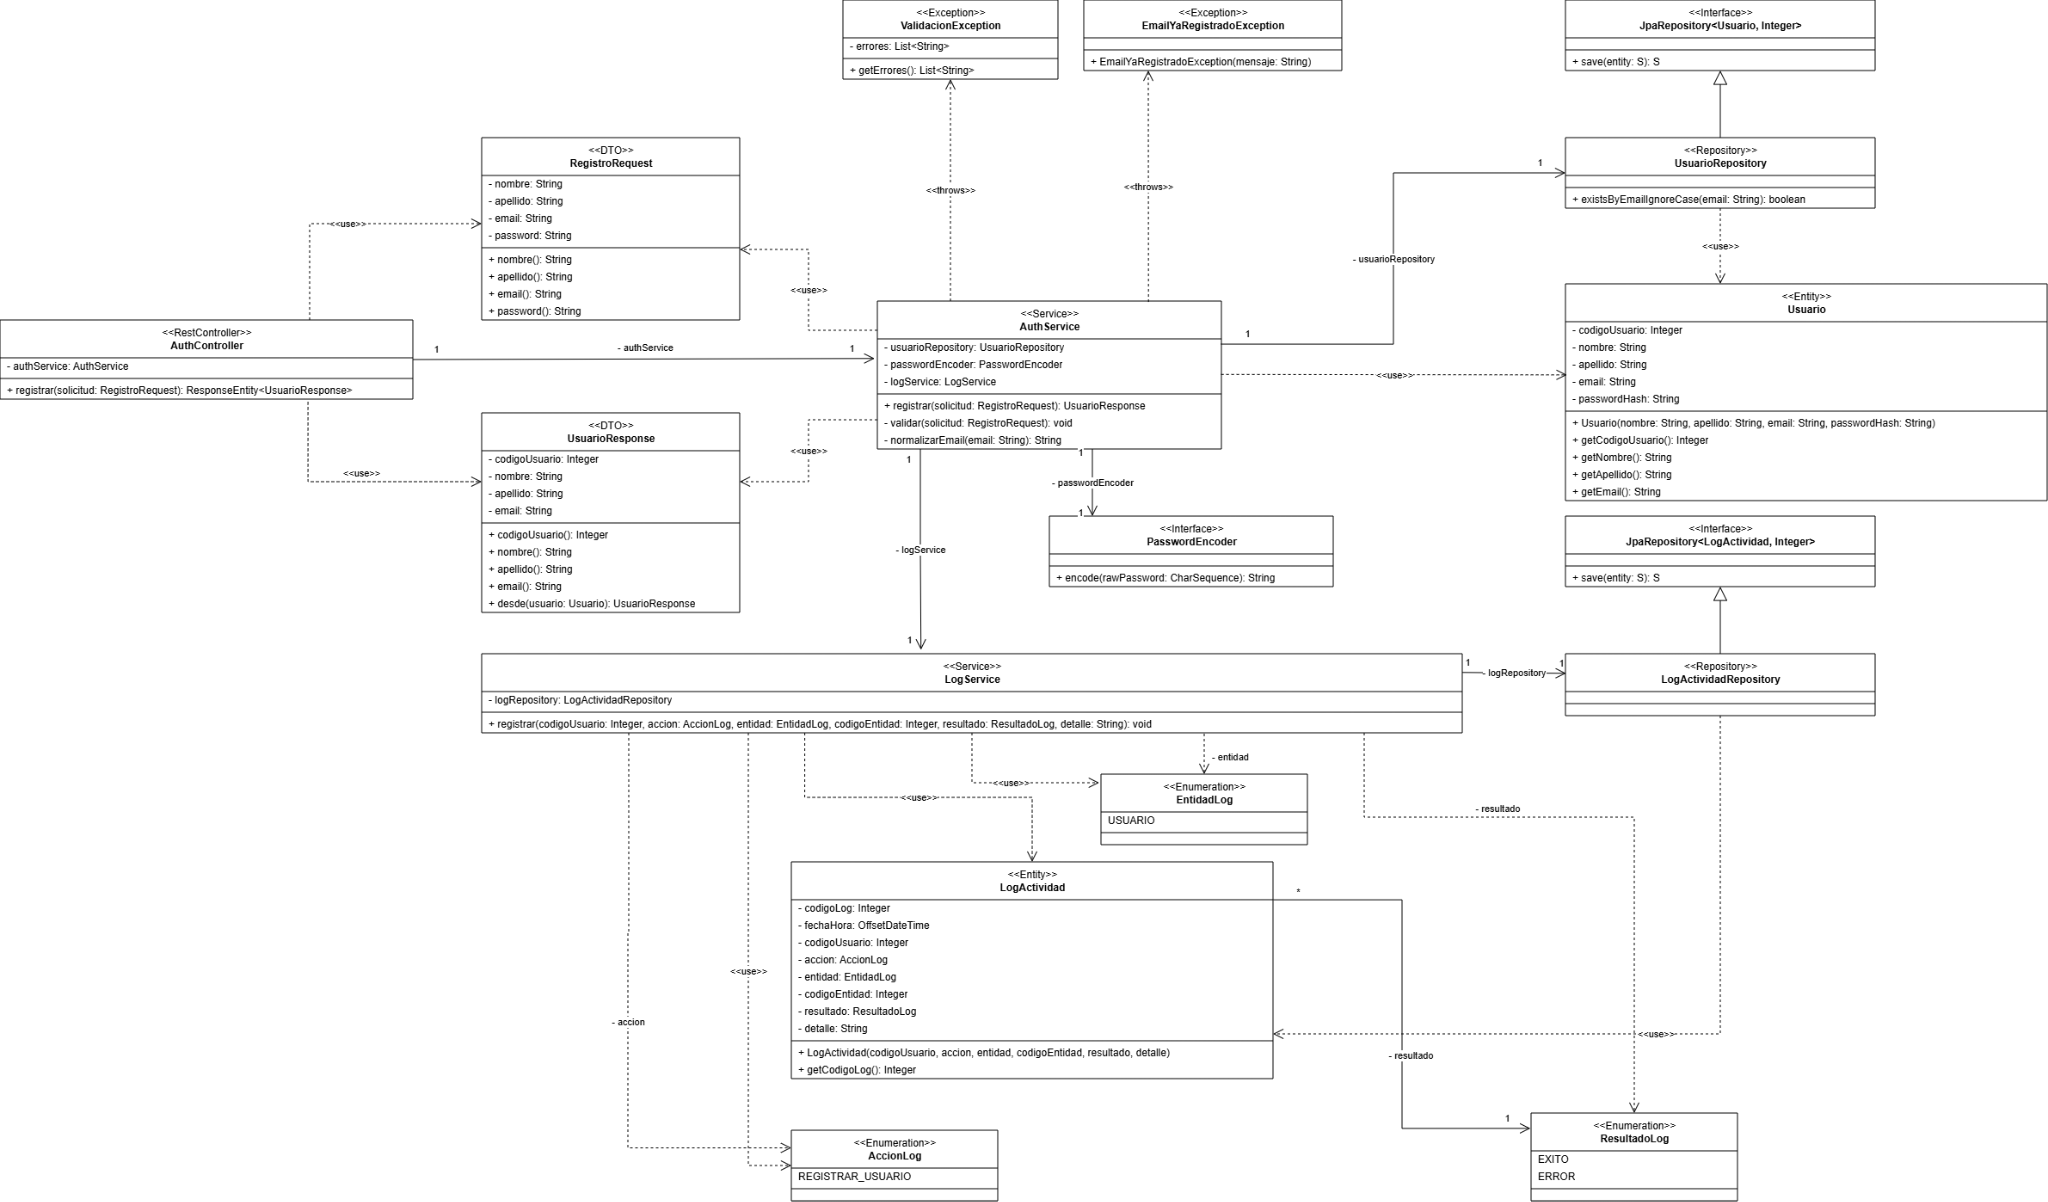 <<Exception>>
ValidacionException
- errores: List<String>
+ getErrores(): List<String>
<<Exception>>
EmailYaRegistradoException
+ EmailYaRegistradoException(mensaje: String)
<<Interface>>
JpaRepository<Usuario, Integer>
+ save(entity: S): S
<<DTO>>
RegistroRequest
- nombre: String
- apellido: String
- email: String
- password: String
+ nombre(): String
+ apellido(): String
+ email(): String
+ password(): String
<<use>>
<<use>>
<<throws>>
<<throws>>
1
- usuarioRepository
1
<<Repository>>
UsuarioRepository
+ existsByEmailIgnoreCase(email: String): boolean
<<use>>
<<RestController>>
AuthController
- authService: AuthService
+ registrar(solicitud: RegistroRequest): ResponseEntity<UsuarioResponse>
1
- authService
1
<<Service>>
AuthService
- usuarioRepository: UsuarioRepository
- passwordEncoder: PasswordEncoder
- logService: LogService
+ registrar(solicitud: RegistroRequest): UsuarioResponse
- validar(solicitud: RegistroRequest): void
- normalizarEmail(email: String): String
<<use>>
<<Entity>>
Usuario
- codigoUsuario: Integer
- nombre: String
- apellido: String
- email: String
- passwordHash: String
+ Usuario(nombre: String, apellido: String, email: String, passwordHash: String)
+ getCodigoUsuario(): Integer
+ getNombre(): String
+ getApellido(): String
+ getEmail(): String
<<use>>
<<DTO>>
UsuarioResponse
- codigoUsuario: Integer
- nombre: String
- apellido: String
- email: String
+ codigoUsuario(): Integer
+ nombre(): String
+ apellido(): String
+ email(): String
+ desde(usuario: Usuario): UsuarioResponse
<<use>>
1
- logService
1
1
- passwordEncoder
1
<<Interface>>
PasswordEncoder
+ encode(rawPassword: CharSequence): String
<<Interface>>
JpaRepository<LogActividad, Integer>
+ save(entity: S): S
<<Service>>
LogService
- logRepository: LogActividadRepository
+ registrar(codigoUsuario: Integer, accion: AccionLog, entidad: EntidadLog, codigoEntidad: Integer, resultado: ResultadoLog, detalle: String): void
1
- logRepository
1
<<Repository>>
LogActividadRepository
- entidad
<<use>>
<<use>>
<<Enumeration>>
EntidadLog
USUARIO
- resultado
<<Entity>>
LogActividad
- codigoLog: Integer
- fechaHora: OffsetDateTime
- codigoUsuario: Integer
- accion: AccionLog
- entidad: EntidadLog
- codigoEntidad: Integer
- resultado: ResultadoLog
- detalle: String
+ LogActividad(codigoUsuario, accion, entidad, codigoEntidad, resultado, detalle)
+ getCodigoLog(): Integer
*
<<use>>
- accion
<<use>>
- resultado
1
<<Enumeration>>
AccionLog
REGISTRAR_USUARIO
<<Enumeration>>
ResultadoLog
EXITO
ERROR